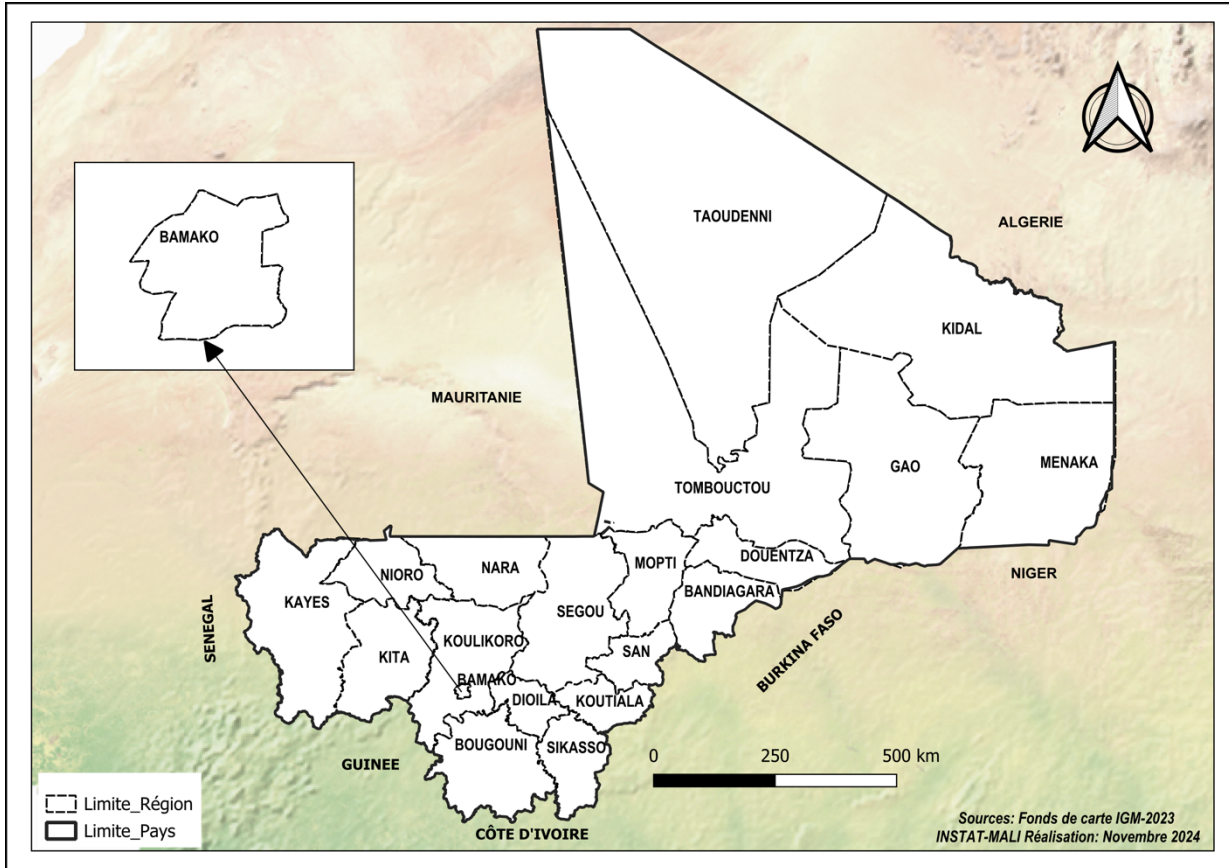 BAMAKO
TAOUDENNI
ALGERIE
KIDAL
MAURITANIE
TOMBOUCTOU
GAO
MENAKA
NIORO
NARA
MOPTI
DOUENTZA
NIGER
KAYES
SEGOU
BANDIAGARA
SENEGAL
KOULIKORO
KITA
SAN
BURKINA FASO
BAMAKO
DIOILA
KOUTIALA
BOUGOUNI
SIKASSO
GUINEE
0 250 500 km
CÔTE D'IVOIRE
Limite_Région
Limite_Pays
Sources: Fonds de carte IGM-2023
INSTAT-MALI Réalisation: Novembre 2024